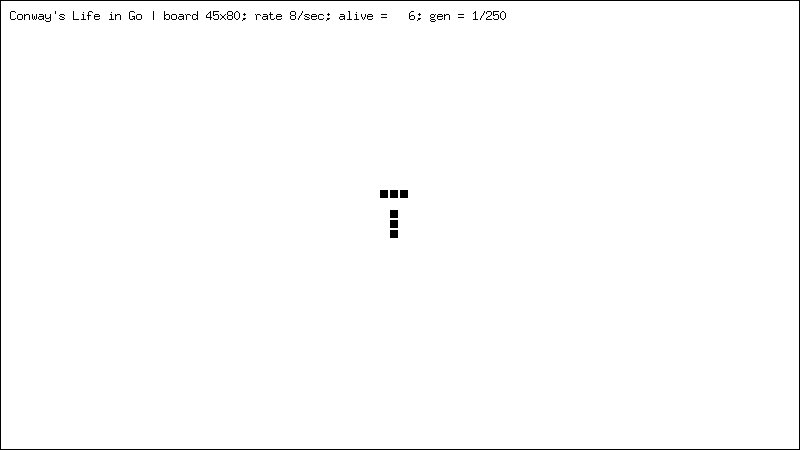 Conway's Life in Go | board 45x80; rate 8/sec; alive =   6; gen = 1/250